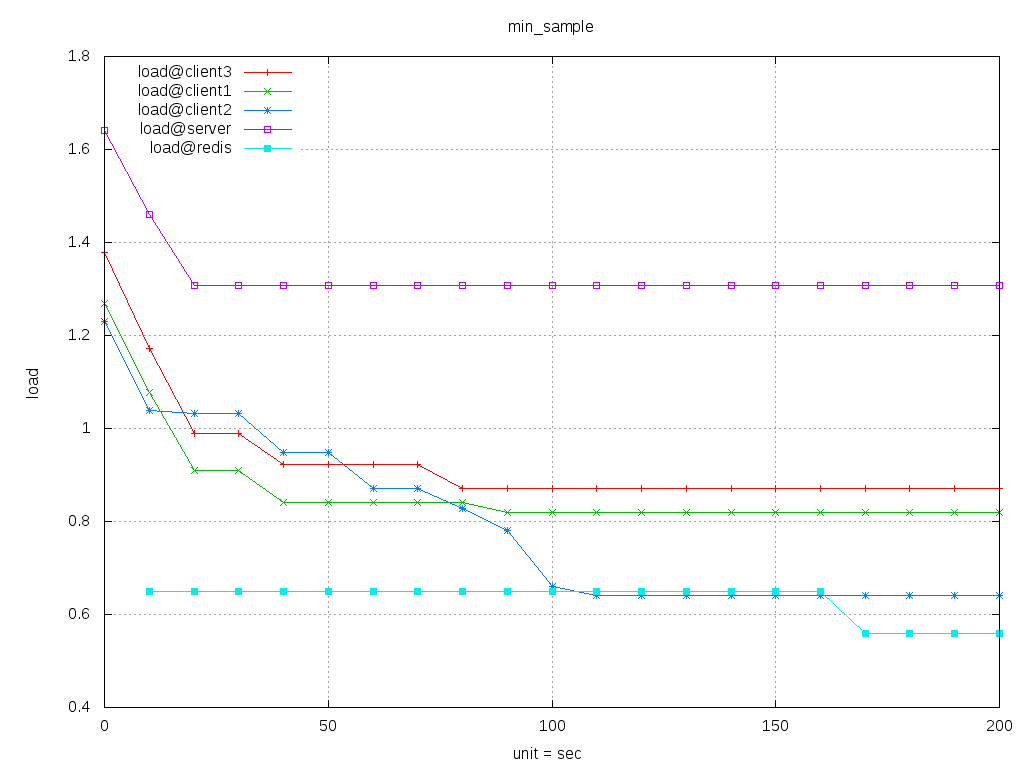 min_sample
1.8
load@client3
load@client1
load@client2
load@server
load@redis
1.6
1.4
1.2
load
1
0.8
0.6
0.4
0 50 100 150 200
unit = sec